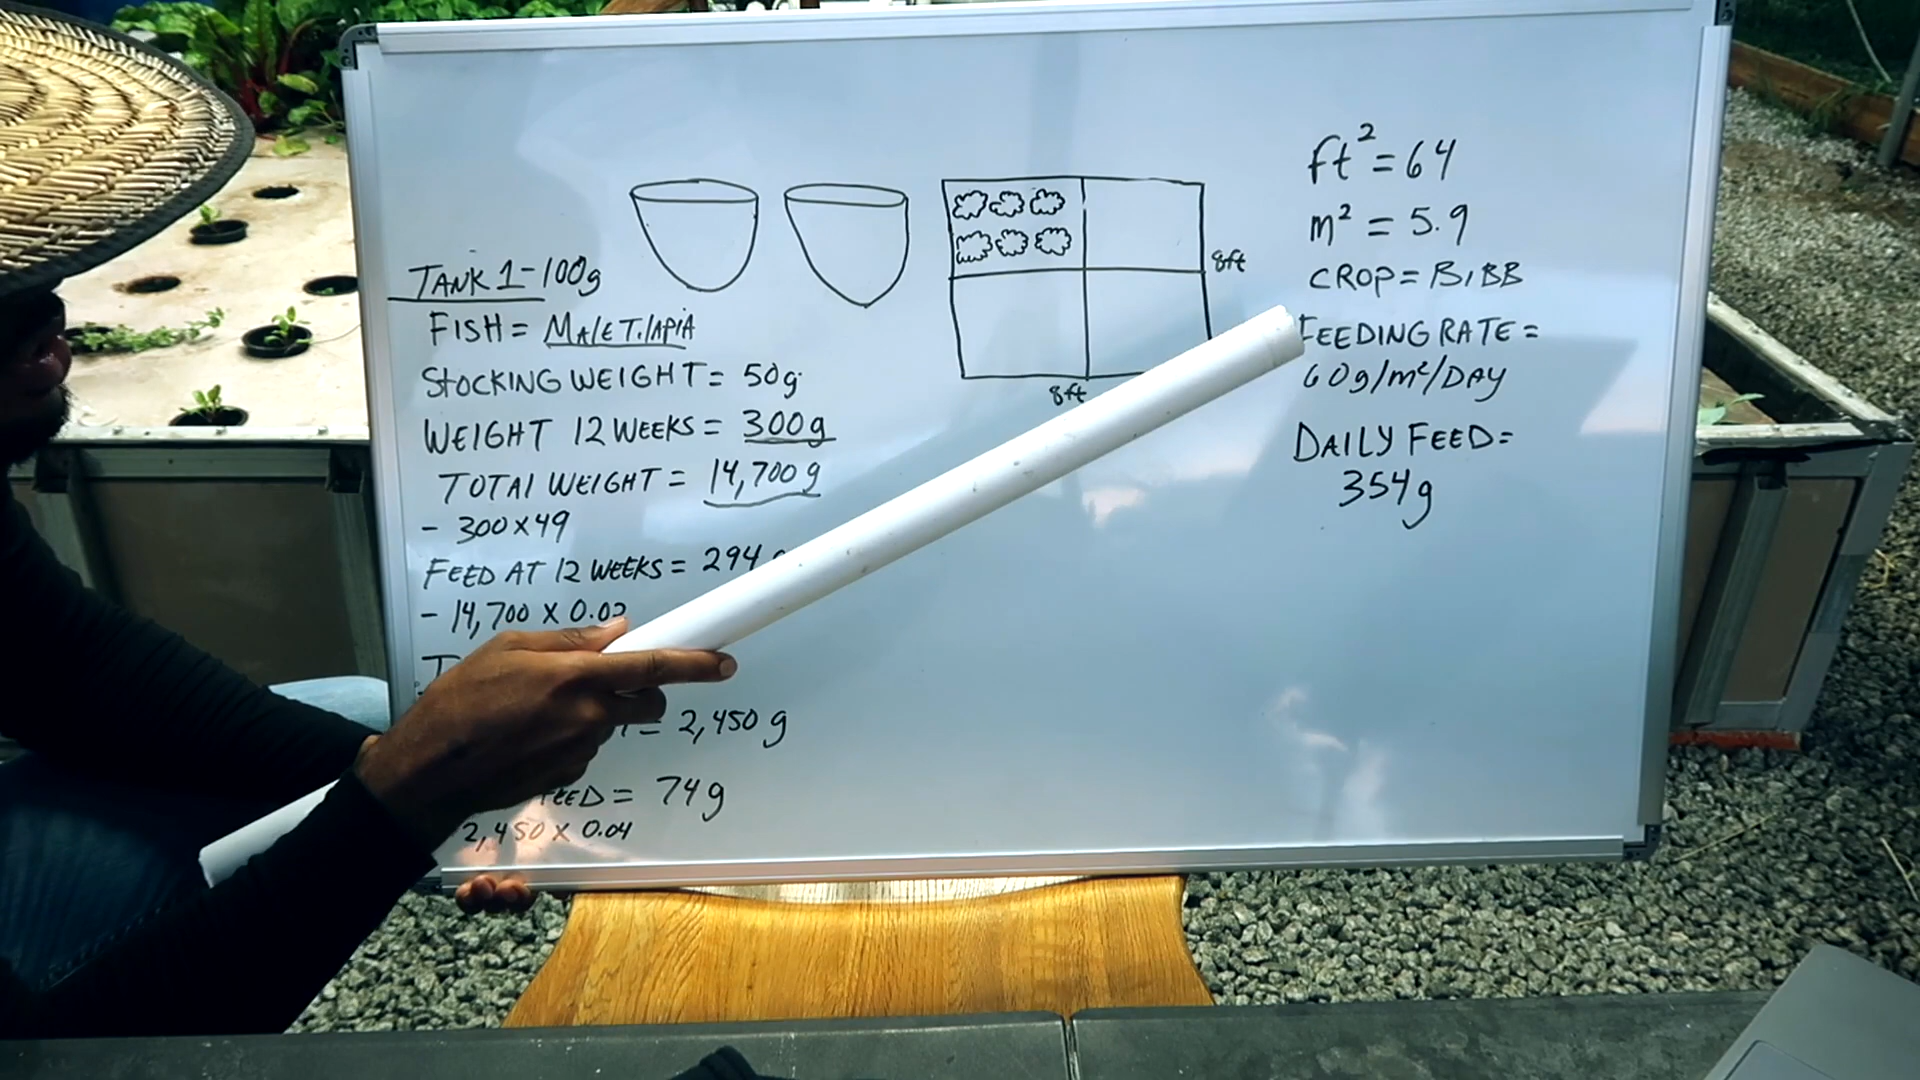 TANK 1-100g
FISH = MALE TILAPIA
STOCKING WEIGHT = 50g
WEIGHT 12 WEEKS = 300g
TOTAL WEIGHT = 14,700g
- 300 X 49
FEED AT 12 WEEKS = 294
- 14,700 X 0.02
= 2,450 g
FEED = 74g
2,450 X 0.04
8ft
8ft
ft² = 64
m² = 5.9
CROP = BIBB
FEEDING RATE =
60g/m²/DAY
DAILY FEED =
354g